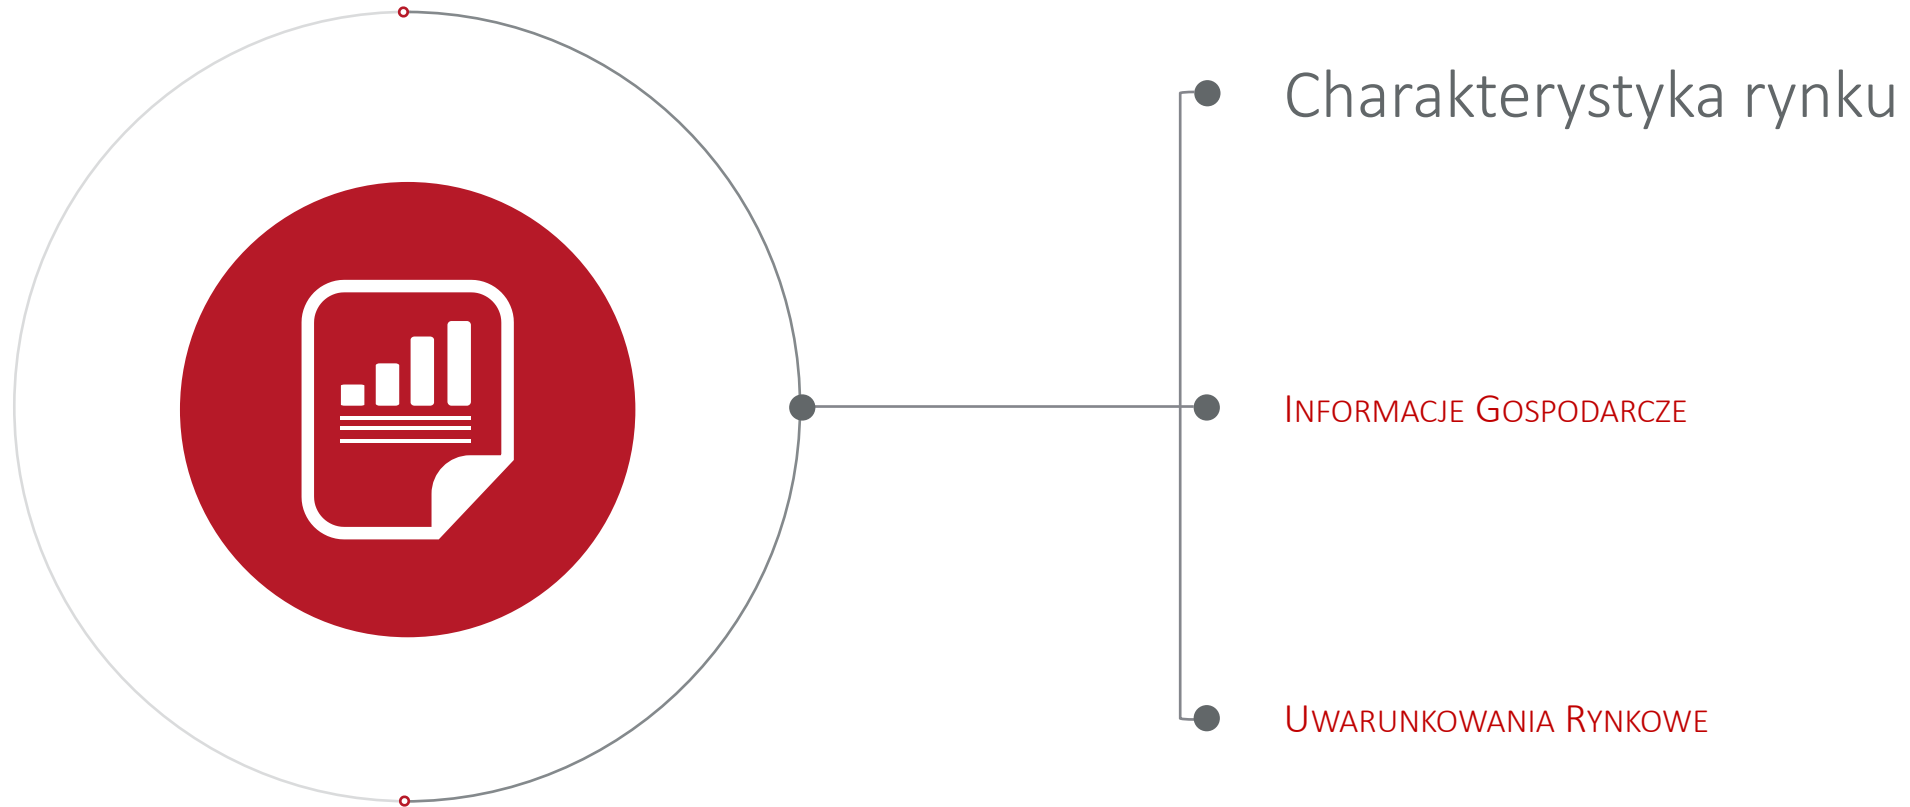 Charakterystyka rynku
Informacje Gospodarcze
Uwarunkowania Rynkowe